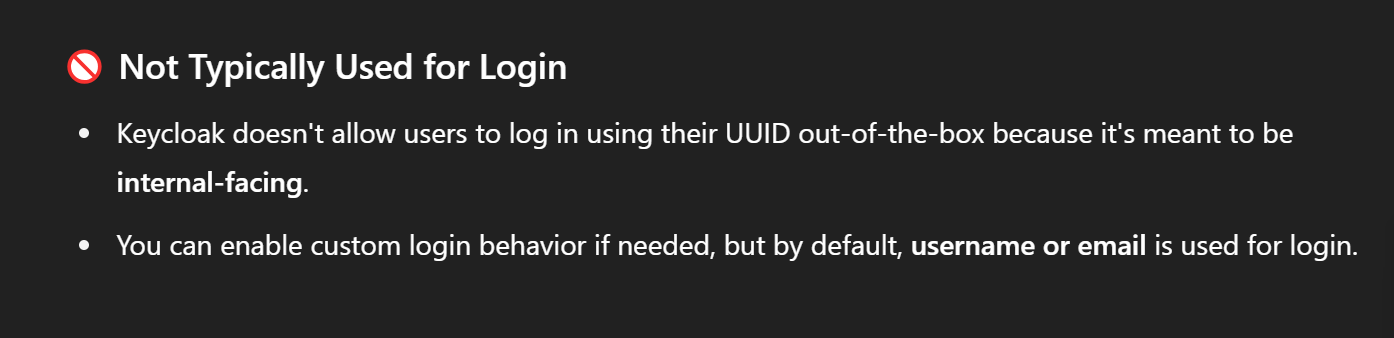 🚫 Not Typically Used for Login
• Keycloak doesn't allow users to log in using their UUID out-of-the-box because it's meant to be
internal-facing.
• You can enable custom login behavior if needed, but by default, username or email is used for login.